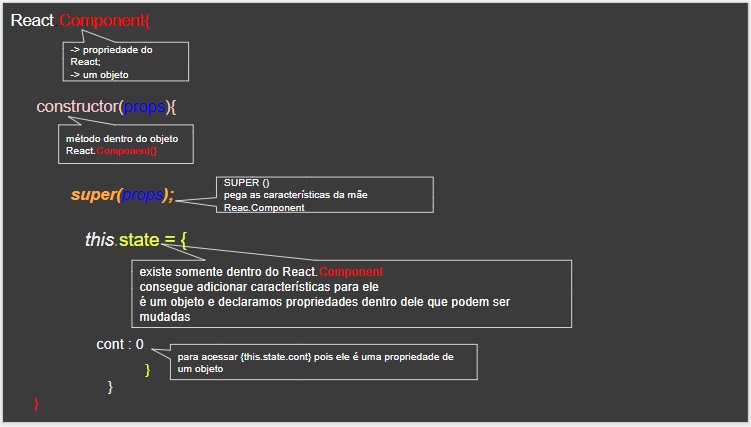 React.Component{
-> propriedade do
React;
-> um objeto
constructor(props){
método dentro do objeto
React.Component{}
super(props);
SUPER ()
pega as características da mãe
Reac.Component
this.state = {
existe somente dentro do React.Component
consegue adicionar características para ele
é um objeto e declaramos propriedades dentro dele que podem ser
mudadas
cont : 0
para acessar {this.state.cont} pois ele é uma propriedade de
um objeto
}
}
}